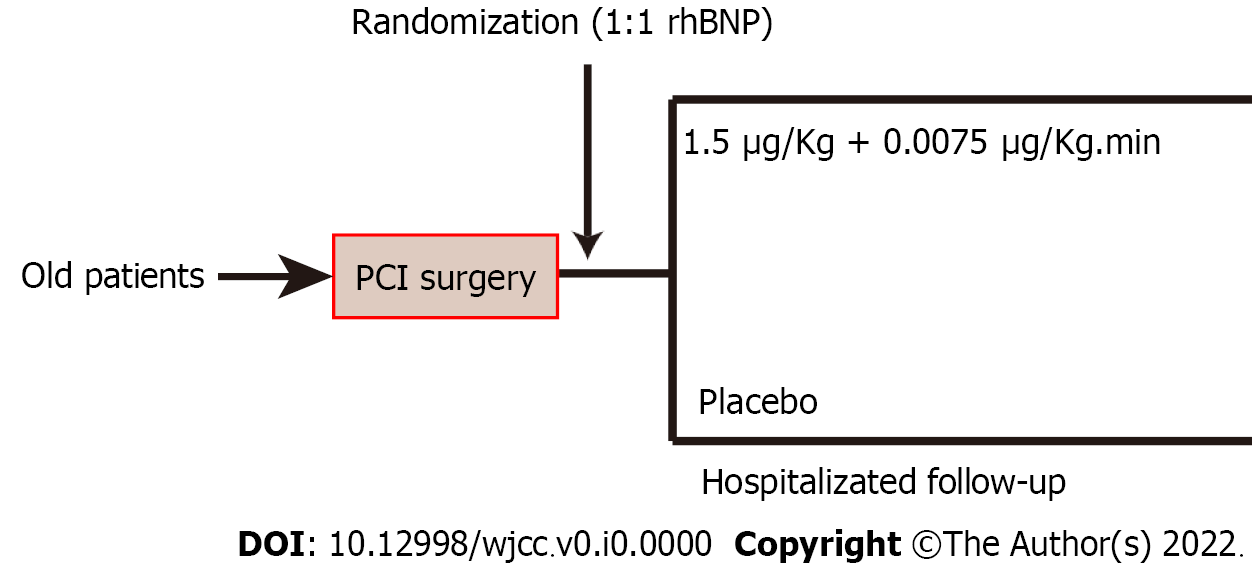 Randomization (1:1 rhBNP)
1.5 µg/Kg + 0.0075 µg/Kg.min
Old patients
PCI surgery
Placebo
Hospitalizated follow-up
DOI: 10.12998/wjcc.v0.i0.0000 Copyright ©The Author(s) 2022.